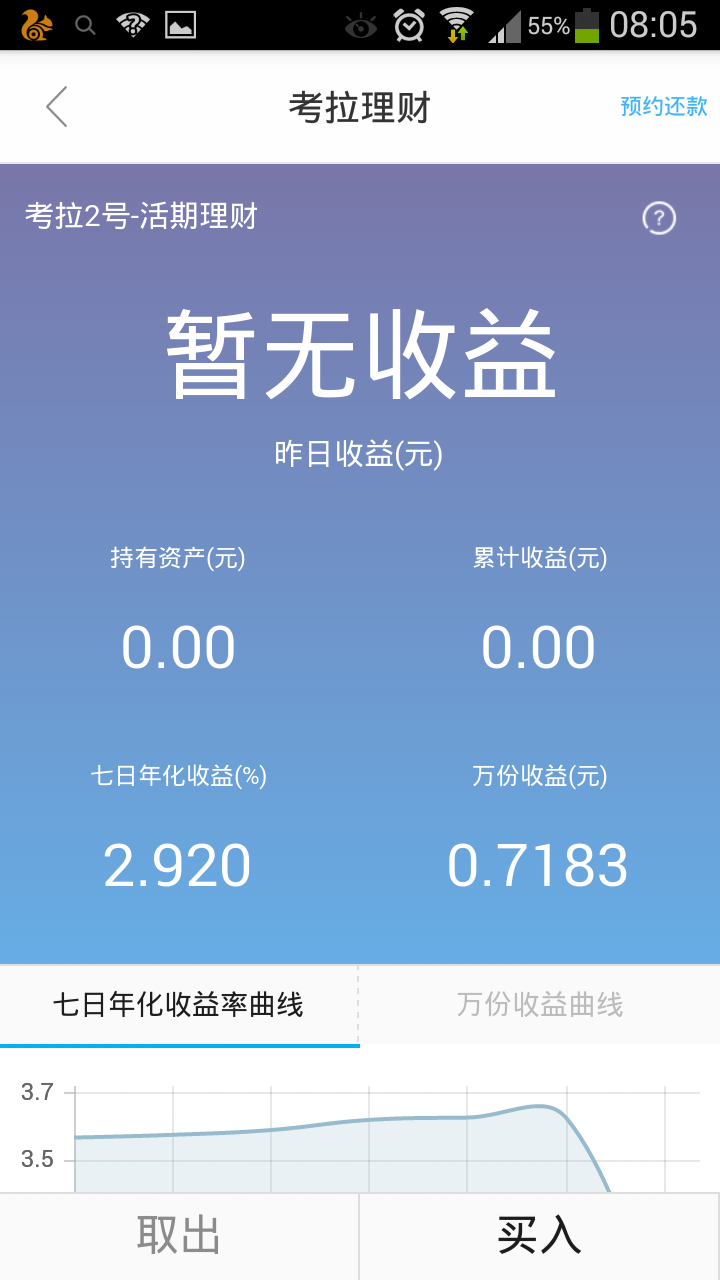 55% 08:05
考拉理财 预约还款
考拉2号-活期理财 ?
暂无收益
昨日收益(元)
持有资产(元) 累计收益(元)
0.00 0.00
七日年化收益(%) 万份收益(元)
2.920 0.7183
七日年化收益率曲线 万份收益曲线
3.7
3.5
取出 买入